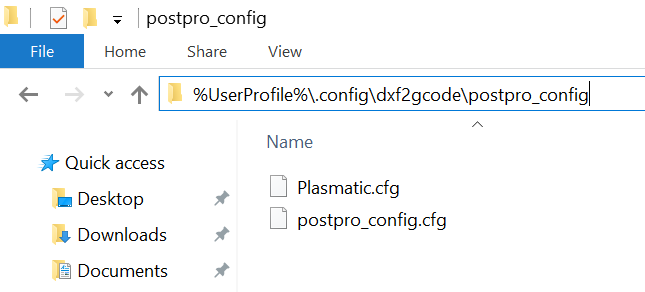 postpro_config
File Home Share View
%UserProfile%\.config\dxf2gcode\postpro_config
Name
Quick access
Desktop
Downloads
Documents
Plasmatic.cfg
postpro_config.cfg